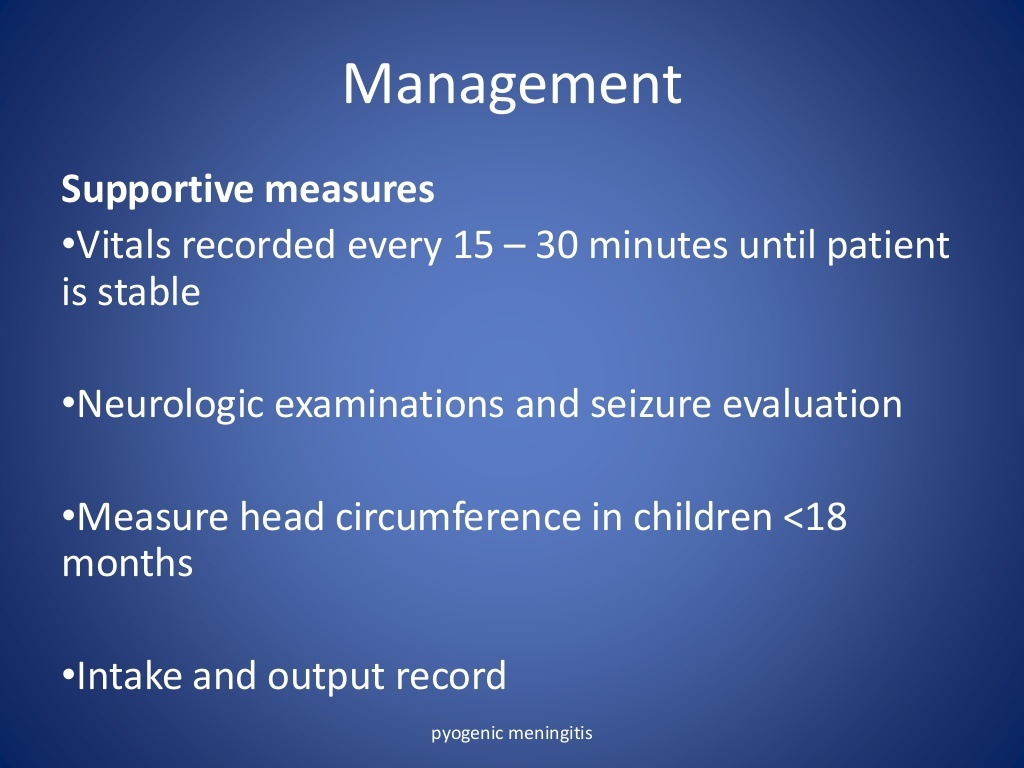 Management
Supportive measures
•Vitals recorded every 15 – 30 minutes until patient
is stable
•Neurologic examinations and seizure evaluation
•Measure head circumference in children <18
months
•Intake and output record
pyogenic meningitis